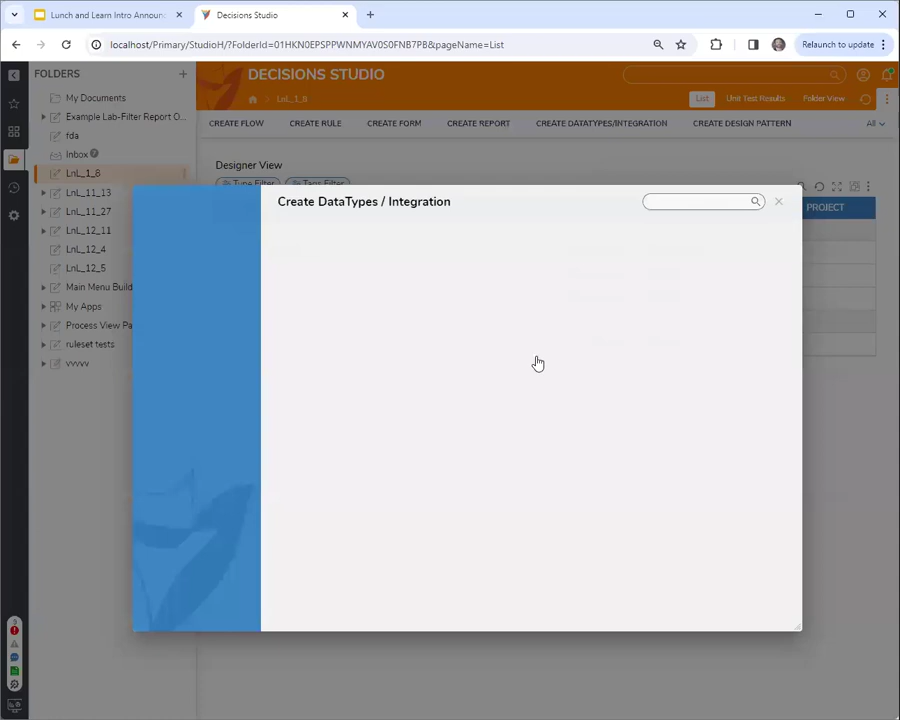 Lunch and Learn Intro Announ
Decisions Studio
localhost/Primary/StudioH/?FolderId=01HKN0EPSPPWNMYAV0S0FNB7PB&pageName=List
Relaunch to update
FOLDERS
DECISIONS STUDIO
My Documents
LnL_1_8
List
Unit Test Results
Folder View
Example Lab-Filter Report O...
CREATE FLOW
CREATE RULE
CREATE FORM
CREATE REPORT
CREATE DATATYPES/INTEGRATION
CREATE DESIGN PATTERN
All
fda
Inbox
Designer View
LnL_1_8
Type Filter
Tags Filter
LnL_11_13
Create DataTypes / Integration
PROJECT
LnL_11_27
LnL_12_11
LnL_12_4
LnL_12_5
Main Menu Build
My Apps
Process View Pa
ruleset tests
vvvvv